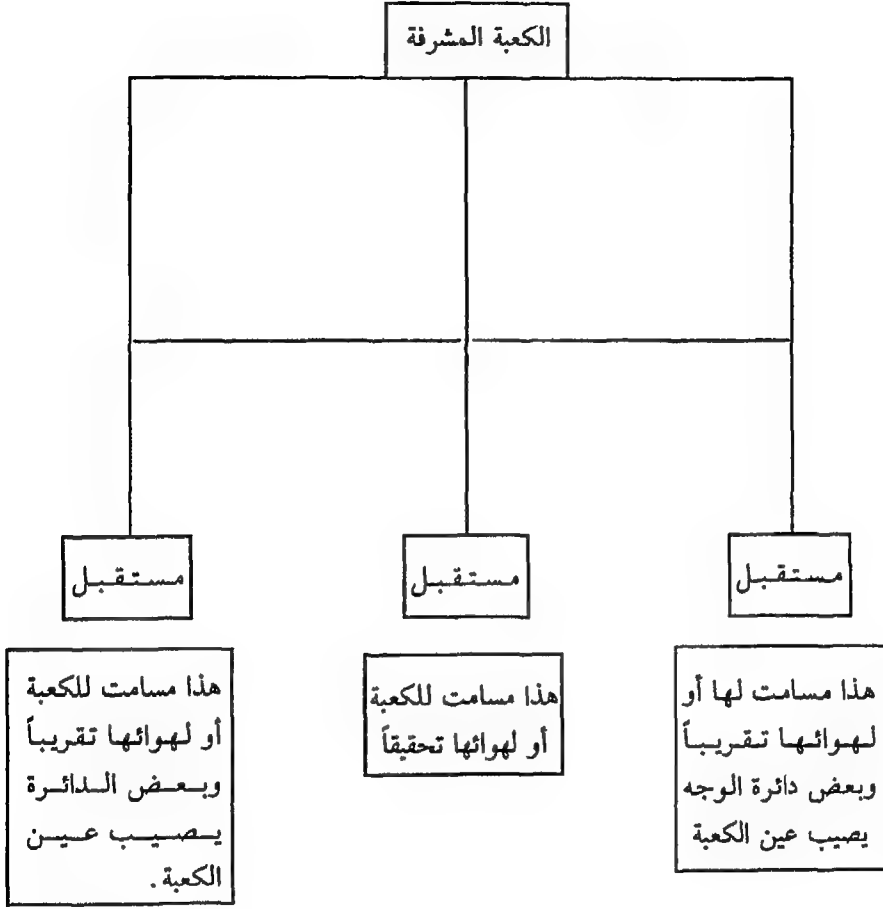 الكعبة المشرفة
مستقبل
مستقبل
مستقبل
هذا مسامت لها أو
لهوائها تقريباً
وبعض دائرة الوجه
يصيب عين الكعبة
هذا مسامت للكعبة
أو لهوائها تحقيقاً
هذا مسامت للكعبة
أو لهوائها تقريباً
وبعض الدائرة
يصيب عين
الكعبة.